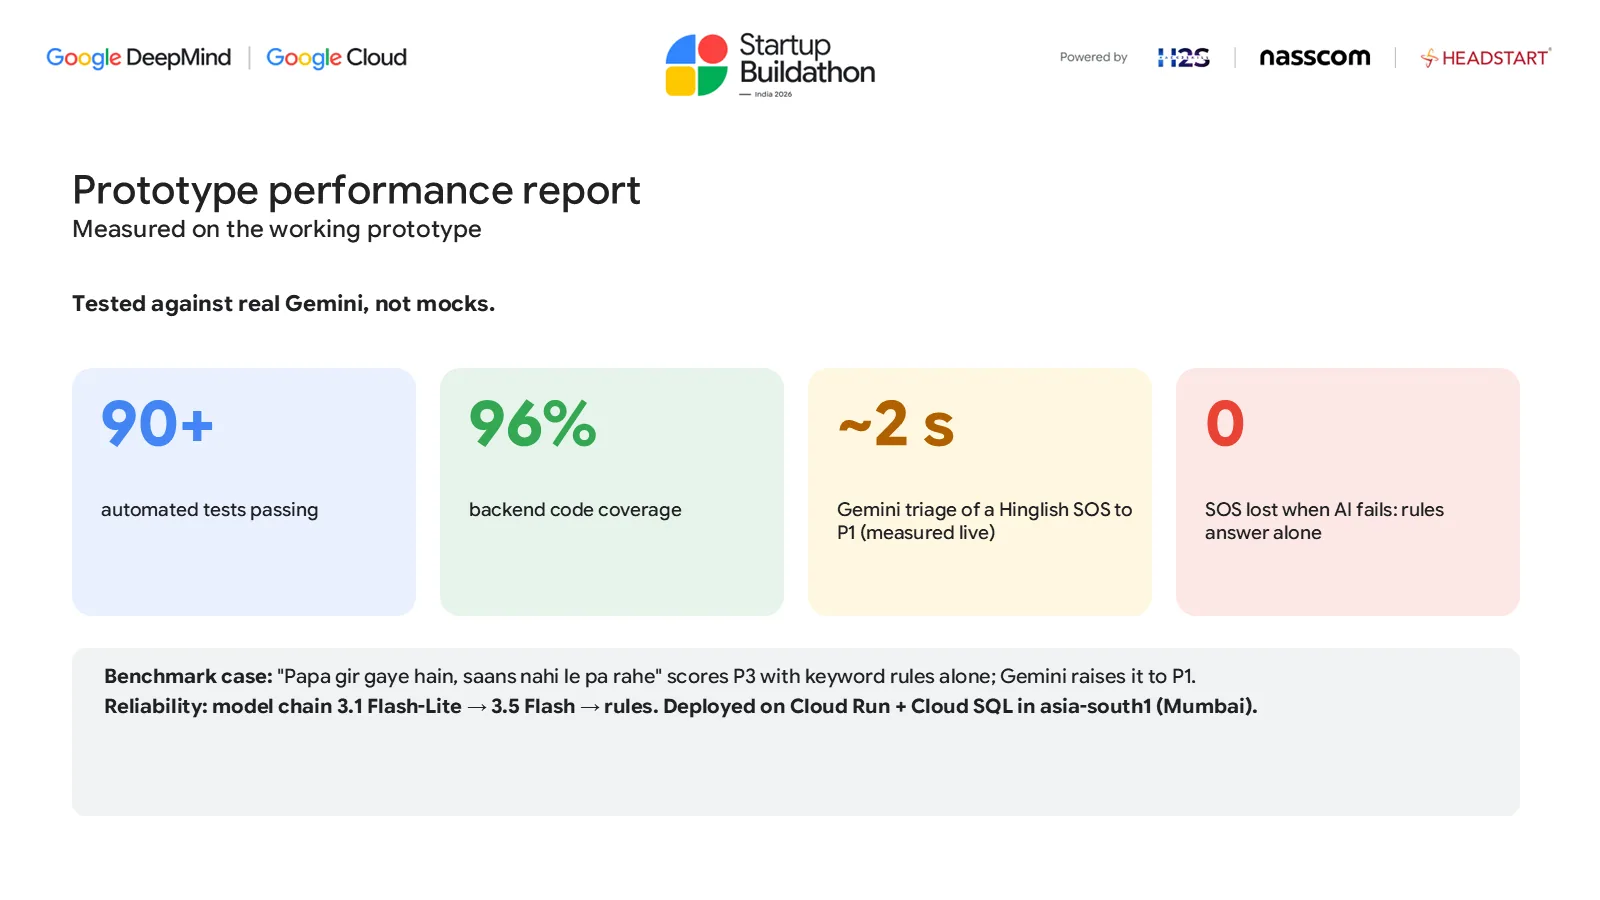 Google DeepMind | Google Cloud
Startup
Buildathon
— India 2026
Powered by H2S | nasscom | HEADSTART
Prototype performance report
Measured on the working prototype
Tested against real Gemini, not mocks.
90+
automated tests passing
96%
backend code coverage
~2 s
Gemini triage of a Hinglish SOS to
P1 (measured live)
0
SOS lost when AI fails: rules
answer alone
Benchmark case: "Papa gir gaye hain, saans nahi le pa rahe" scores P3 with keyword rules alone; Gemini raises it to P1.
Reliability: model chain 3.1 Flash-Lite → 3.5 Flash → rules. Deployed on Cloud Run + Cloud SQL in asia-south1 (Mumbai).